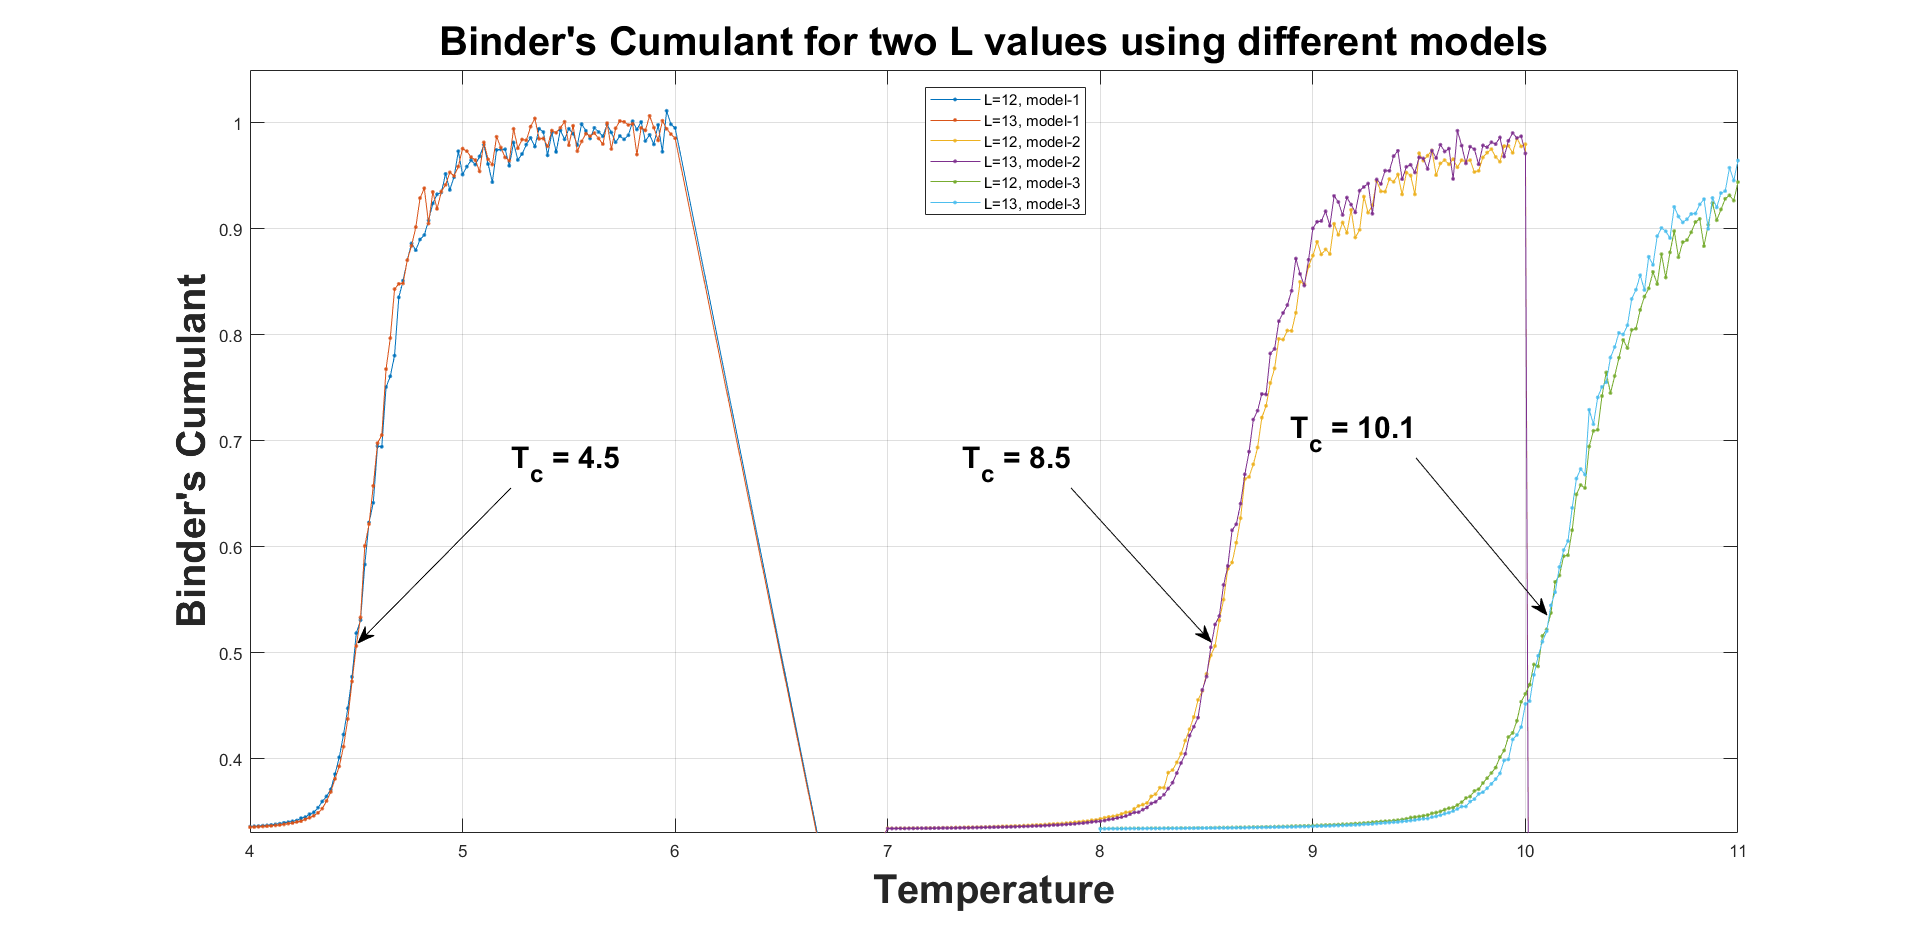 Binder's Cumulant for two L values using different models
L=12, model-1
L=13, model-1
L=12, model-2
L=13, model-2
L=12, model-3
L=13, model-3
Binder's Cumulant
1
0.9
0.8
0.7
0.6
0.5
0.4
Tc = 4.5
Tc = 8.5
Tc = 10.1
4 5 6 7 8 9 10 11
Temperature